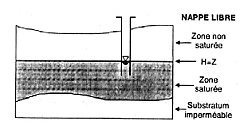 NAPPE LIBRE
Zone non
saturée
H=Z
Zone
saturée
Substratum
imperméable